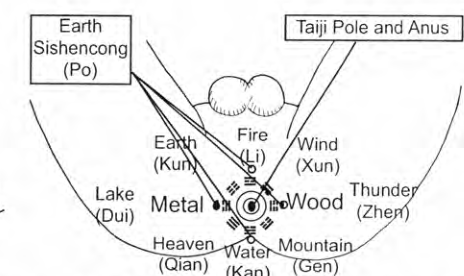 Earth
Sishencong
(Po)
Taiji Pole and Anus
Fire
(Li)
Earth
(Kun)
Wind
(Xun)
Lake
(Dui)
Metal
Wood
Thunder
(Zhen)
Heaven
(Qian)
Water
(Kan)
Mountain
(Gen)